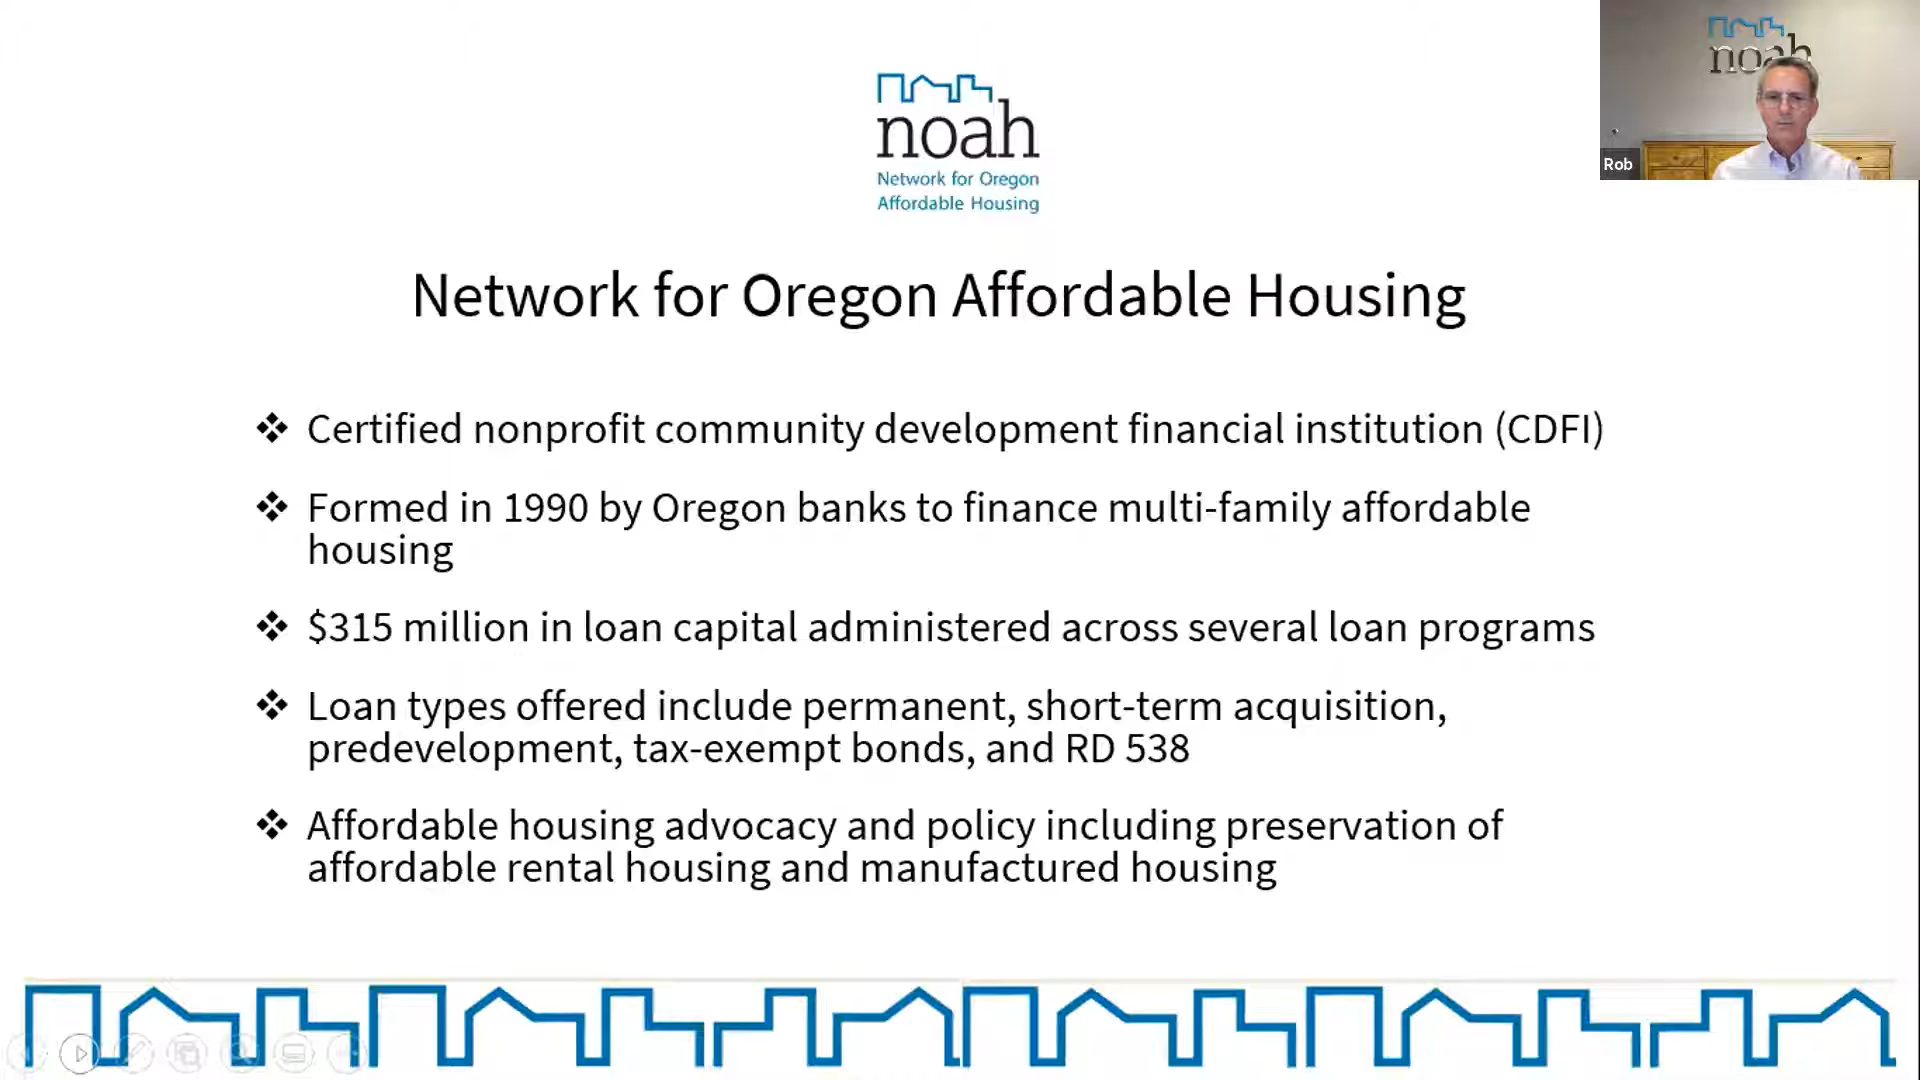 noah
Network for Oregon
Affordable Housing
noah
Rob
Network for Oregon Affordable Housing
❖ Certified nonprofit community development financial institution (CDFI)
❖ Formed in 1990 by Oregon banks to finance multi-family affordable
housing
❖ $315 million in loan capital administered across several loan programs
❖ Loan types offered include permanent, short-term acquisition,
predevelopment, tax-exempt bonds, and RD 538
❖ Affordable housing advocacy and policy including preservation of
affordable rental housing and manufactured housing